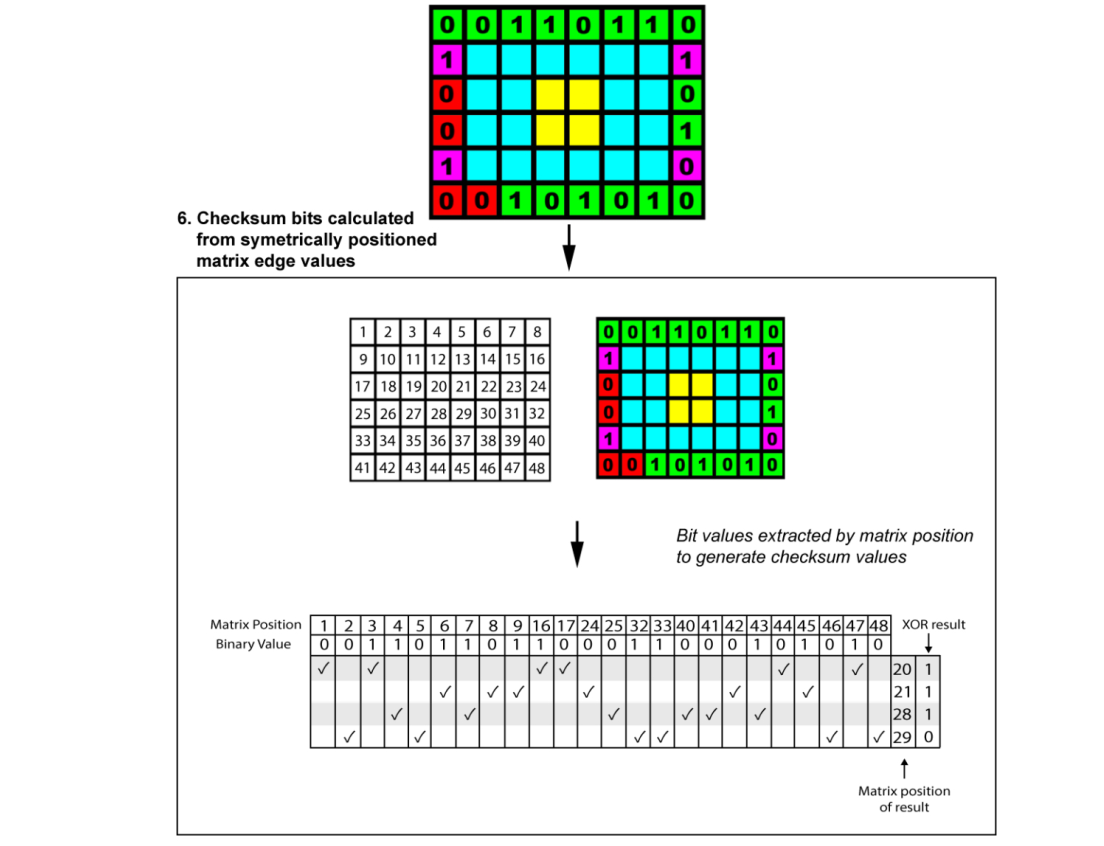 0 0 1 1 0 1 1 0
1 1
0 0
0 1
1 0
0 0 1 0 1 0 1 0
6. Checksum bits calculated
from symetrically positioned
matrix edge values
1 2 3 4 5 6 7 8
9 10 11 12 13 14 15 16
17 18 19 20 21 22 23 24
25 26 27 28 29 30 31 32
33 34 35 36 37 38 39 40
41 42 43 44 45 46 47 48
0 0 1 1 0 1 1 0
1 1
0 0
0 1
1 0
0 0 1 0 1 0 1 0
Bit values extracted by matrix position
to generate checksum values
Matrix Position 1 2 3 4 5 6 7 8 9 16 17 24 25 32 33 40 41 42 43 44 45 46 47 48 XOR result
Binary Value 0 0 1 1 0 1 1 0 1 1 0 0 0 1 1 0 0 0 1 0 1 0 1 0
✓ ✓ ✓ ✓ ✓ ✓ 20 1
✓ ✓ ✓ ✓ ✓ ✓ 21 1
✓ ✓ ✓ ✓ ✓ ✓ 28 1
✓ ✓ ✓ ✓ ✓ ✓ 29 0
Matrix position
of result